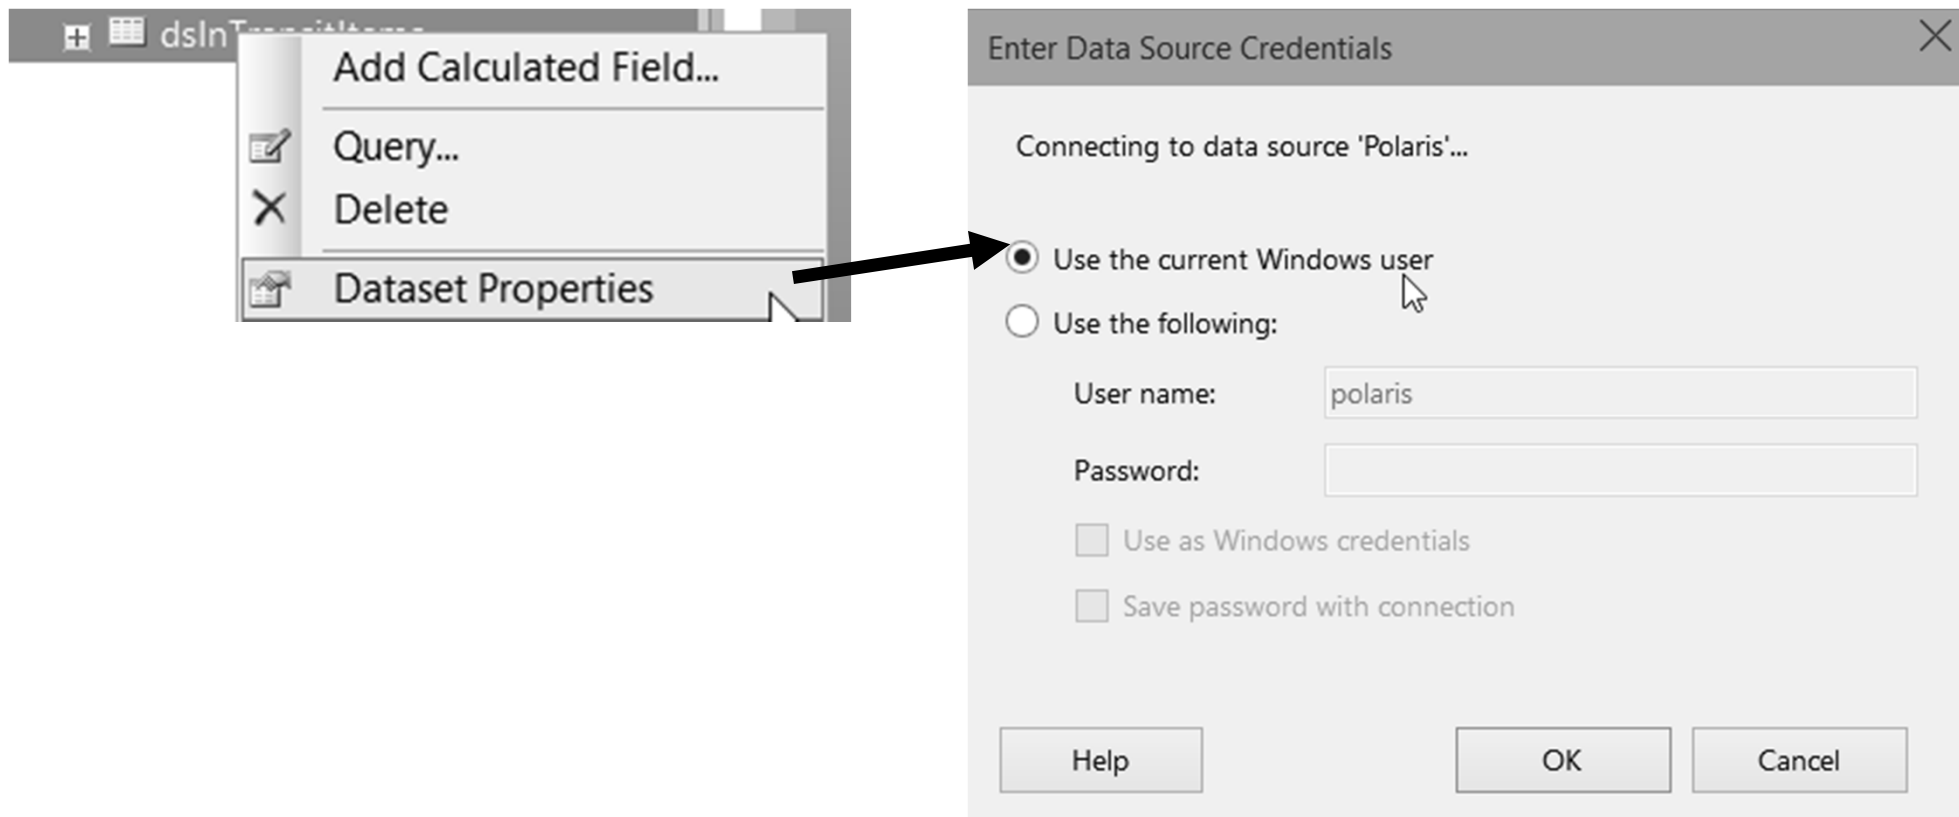 dsInTransitItems
Add Calculated Field...
Query...
Delete
Dataset Properties
Enter Data Source Credentials
Connecting to data source 'Polaris'...
Use the current Windows user
Use the following:
User name: polaris
Password:
Use as Windows credentials
Save password with connection
Help OK Cancel